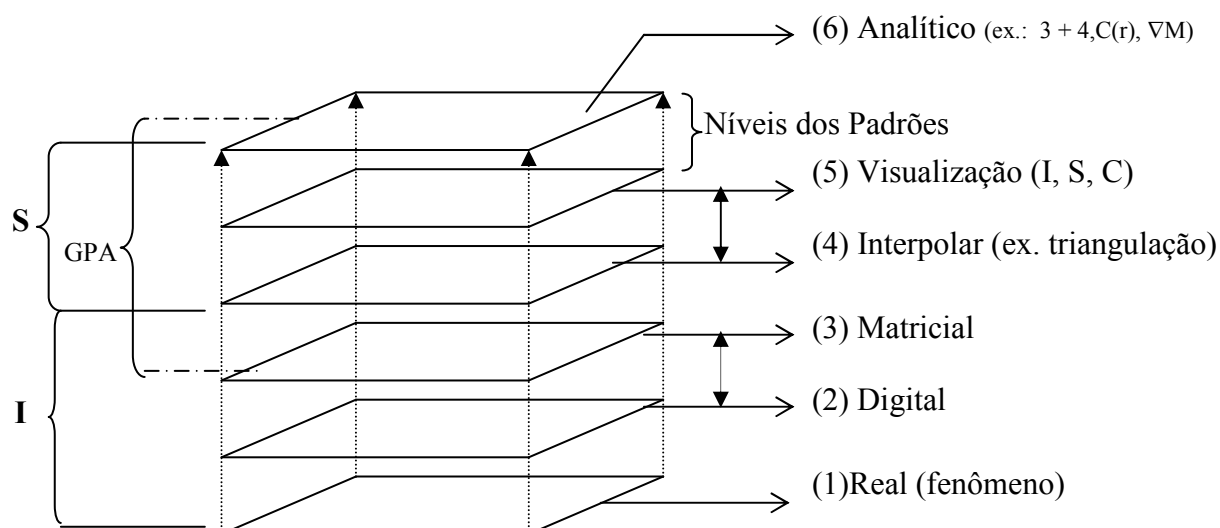 (6) Analítico (ex.: 3 + 4,C(r), ∇M)
Níveis dos Padrões
(5) Visualização (I, S, C)
S
GPA
(4) Interpolar (ex. triangulação)
(3) Matricial
I
(2) Digital
(1)Real (fenômeno)